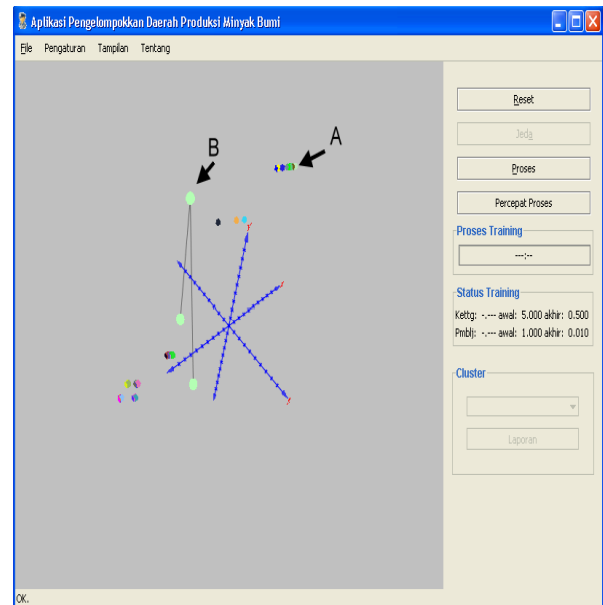 Aplikasi Pengelompokkan Daerah Produksi Minyak Bumi
File Pengaturan Tampilan Tentang
A
B
Reset
Jeda
Proses
Percepat Proses
Proses Training
---:--
Status Training
Kettg: -.--- awal: 5.000 akhir: 0.500
Pmblj: -.--- awal: 1.000 akhir: 0.010
Cluster
Laporan
OK.